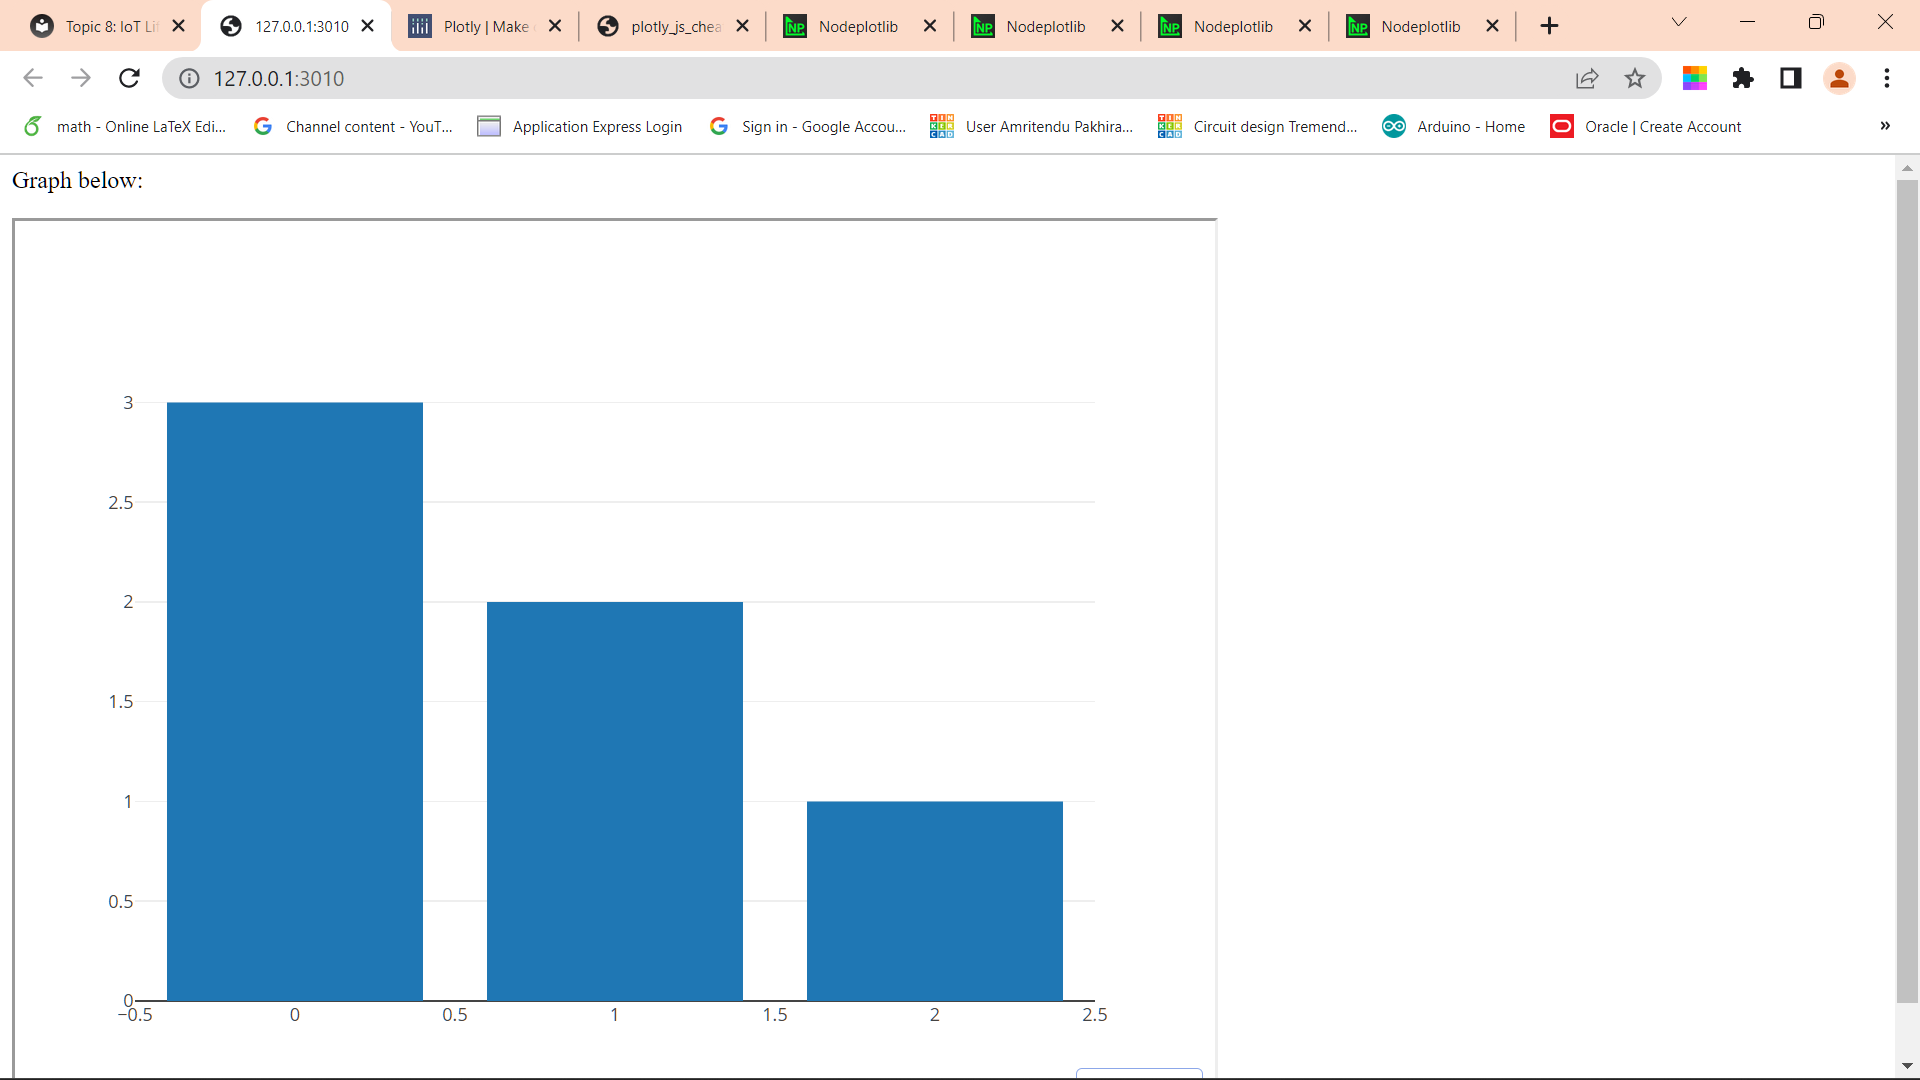 Topic 8: IoT Lif
127.0.0.1:3010
Plotly | Make
plotly_js_chea
Nodeplotlib
Nodeplotlib
Nodeplotlib
Nodeplotlib
127.0.0.1:3010
math - Online LaTeX Edi...
Channel content - YouT...
Application Express Login
Sign in - Google Accou...
User Amritendu Pakhira...
Circuit design Tremend...
Arduino - Home
Oracle | Create Account
»
Graph below:
3
2.5
2
1.5
1
0.5
0
−0.5 0 0.5 1 1.5 2 2.5